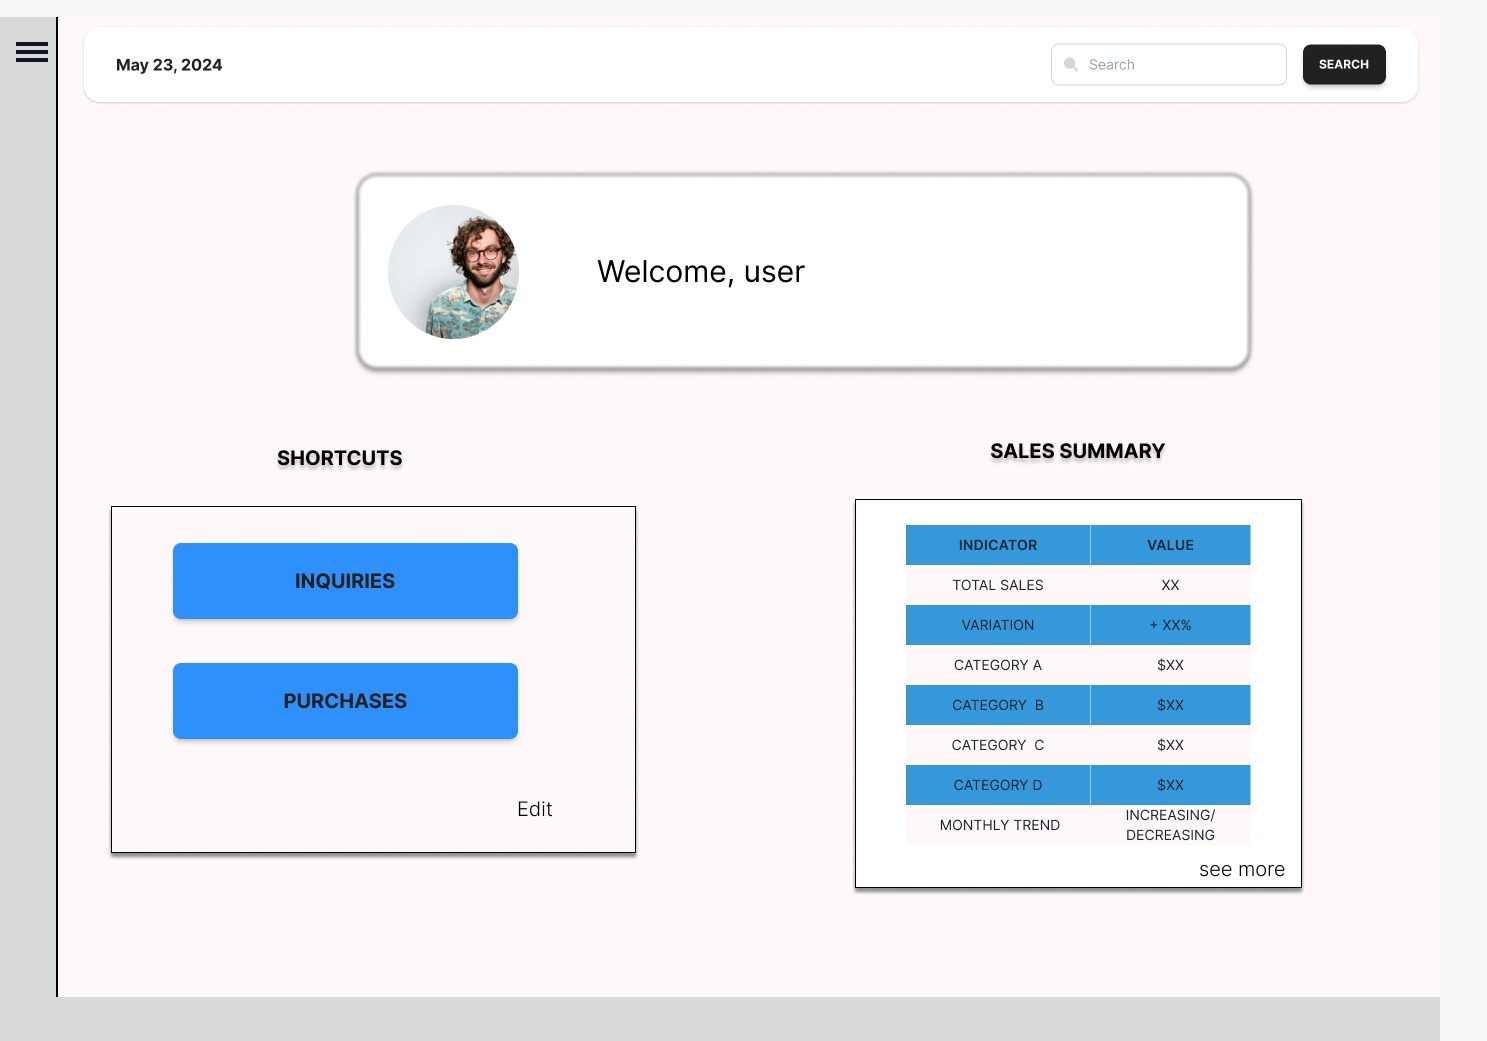 May 23, 2024
Search
SEARCH
Welcome, user
SHORTCUTS
INQUIRIES
PURCHASES
Edit
SALES SUMMARY
INDICATOR VALUE
TOTAL SALES XX
VARIATION + XX%
CATEGORY A $XX
CATEGORY B $XX
CATEGORY C $XX
CATEGORY D $XX
MONTHLY TREND INCREASING/
DECREASING
see more